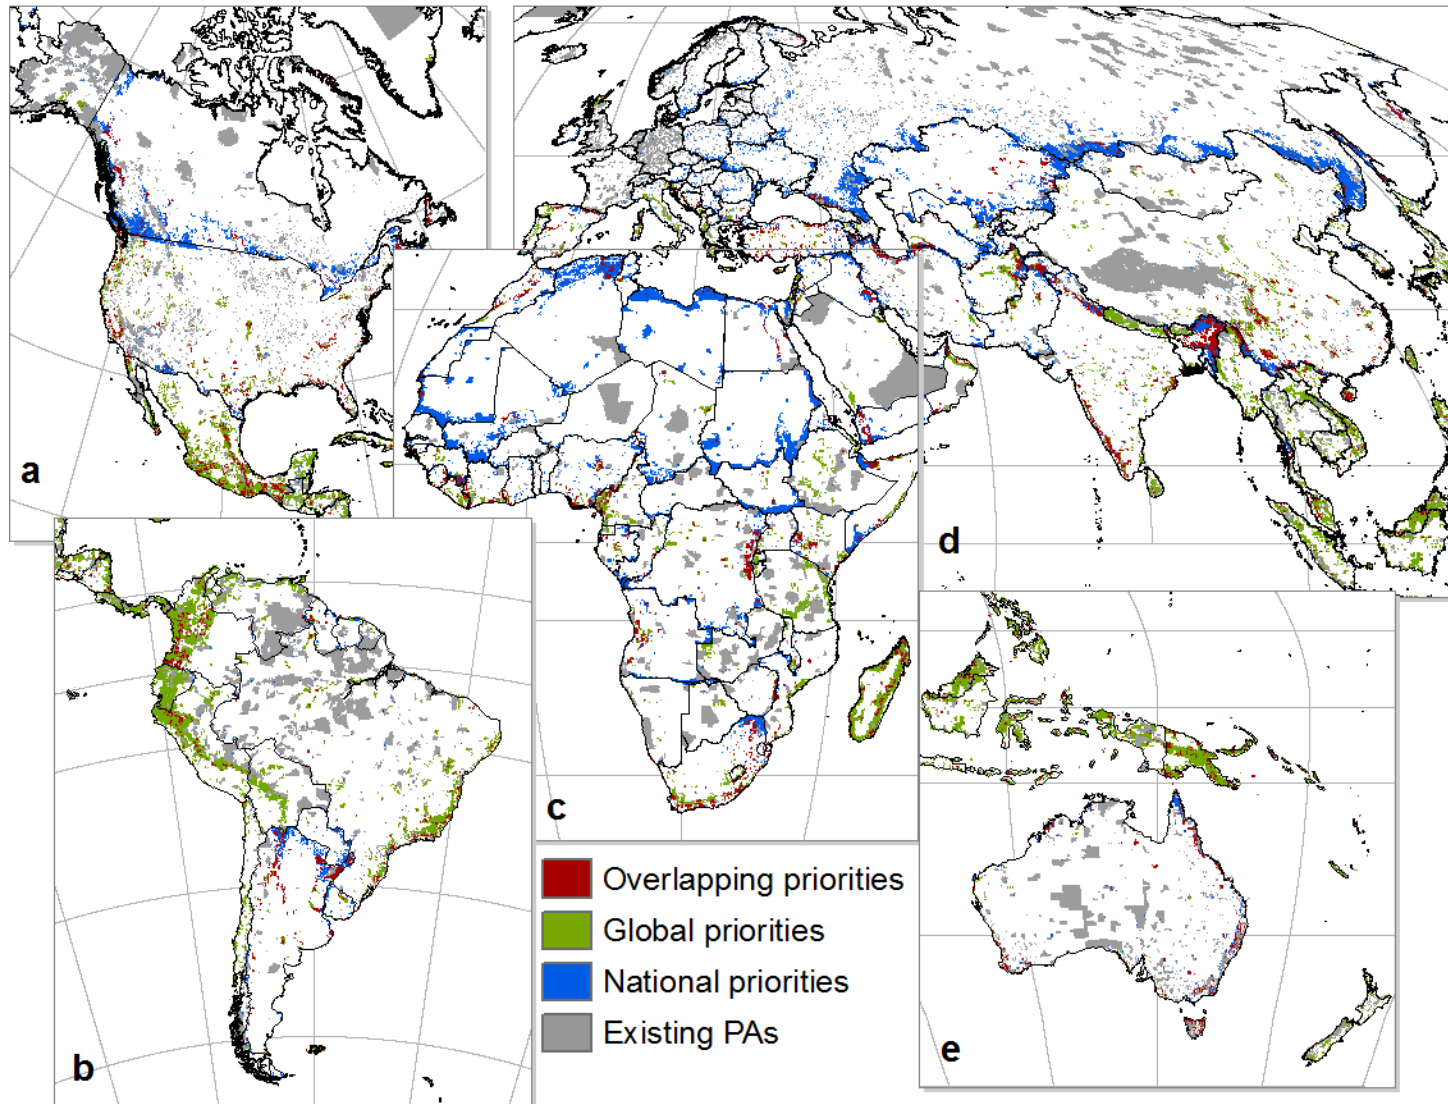 a
b
c
d
e
Overlapping priorities
Global priorities
National priorities
Existing PAs